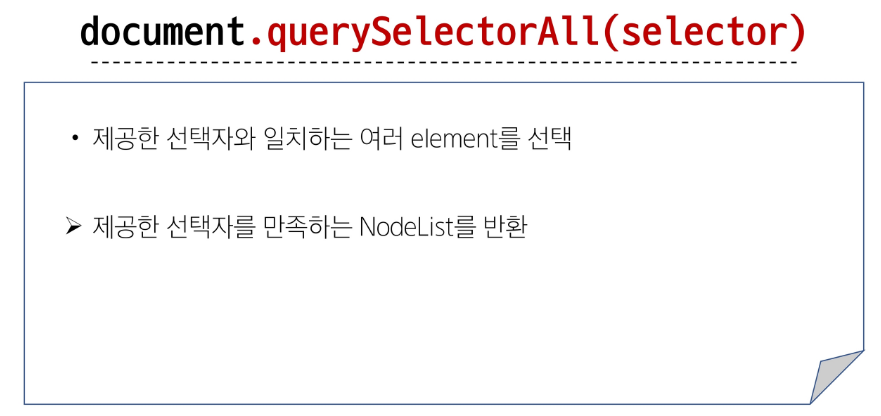 document.querySelectorAll(selector)
• 제공한 선택자와 일치하는 여러 element를 선택
➢ 제공한 선택자를 만족하는 NodeList를 반환